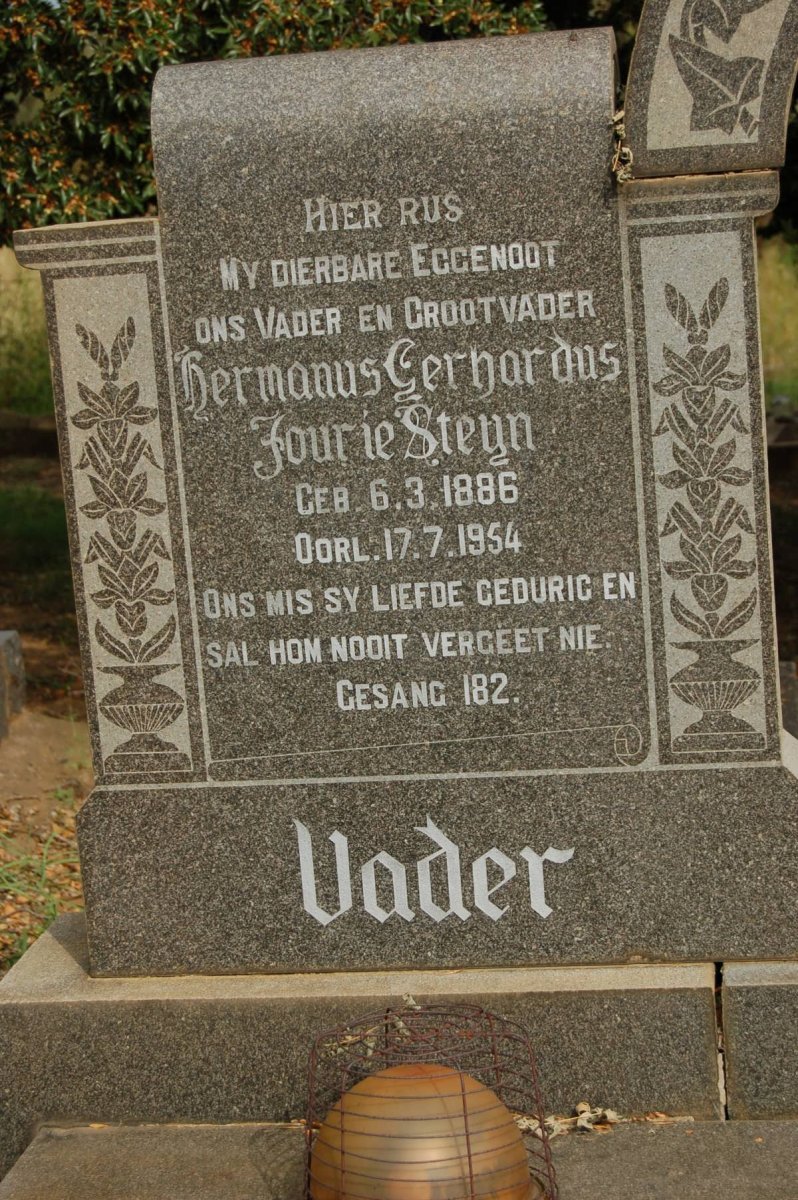 HIER RUS
MY DIERBARE EGGENOOT
ONS VADER EN GROOTVADER
Hermanus Gerhardus
Fourie Steyn
GEB. 6.3.1886
OORL.17.7.1954
ONS MIS SY LIEFDE GEDURIG EN
SAL HOM NOOIT VERGEET NIE.
GESANG 182.
Vader